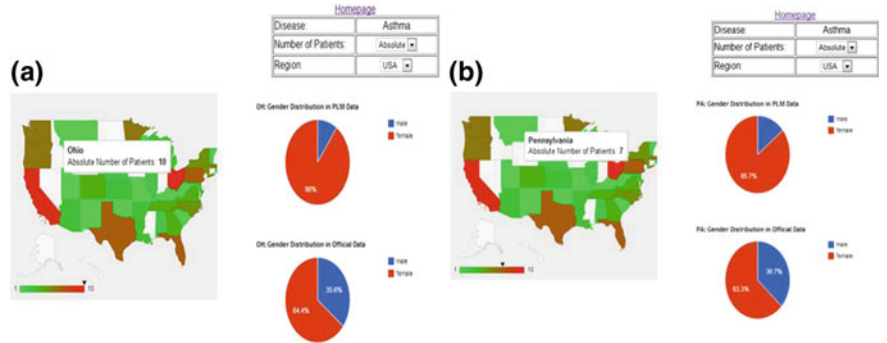 (a)
Homepage
Disease: Asthma
Number of Patients: Absolute
Region: USA
Ohio
Absolute Number of Patients: 10
1
10
OH: Gender Distribution in PLM Data
male
female
90%
OH: Gender Distribution in Official Data
male
female
35.6%
64.4%
(b)
Homepage
Disease: Asthma
Number of Patients: Absolute
Region: USA
Pennsylvania
Absolute Number of Patients: 7
1
10
PA: Gender Distribution in PLM Data
male
female
85.7%
PA: Gender Distribution in Official Data
male
female
36.7%
63.3%